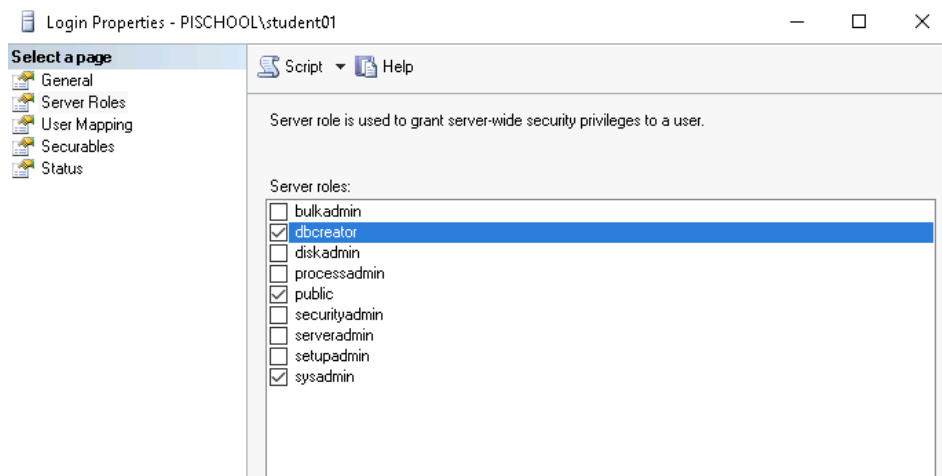 Login Properties - PISCHOOL\student01
Select a page
General
Server Roles
User Mapping
Securables
Status
Script
Help
Server role is used to grant server-wide security privileges to a user.
Server roles:
bulkadmin
dbcreator
diskadmin
processadmin
public
securityadmin
serveradmin
setupadmin
sysadmin